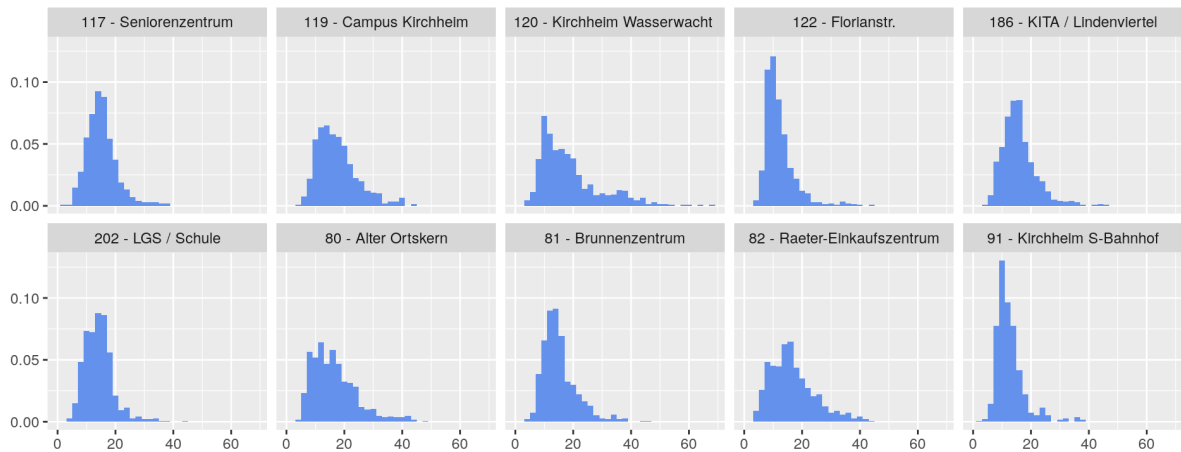 117 - Seniorenzentrum
119 - Campus Kirchheim
120 - Kirchheim Wasserwacht
122 - Florianstr.
186 - KITA / Lindenviertel
0.10
0.05
0.00
202 - LGS / Schule
80 - Alter Ortskern
81 - Brunnenzentrum
82 - Raeter-Einkaufszentrum
91 - Kirchheim S-Bahnhof
0.10
0.05
0.00
0 20 40 60
0 20 40 60
0 20 40 60
0 20 40 60
0 20 40 60